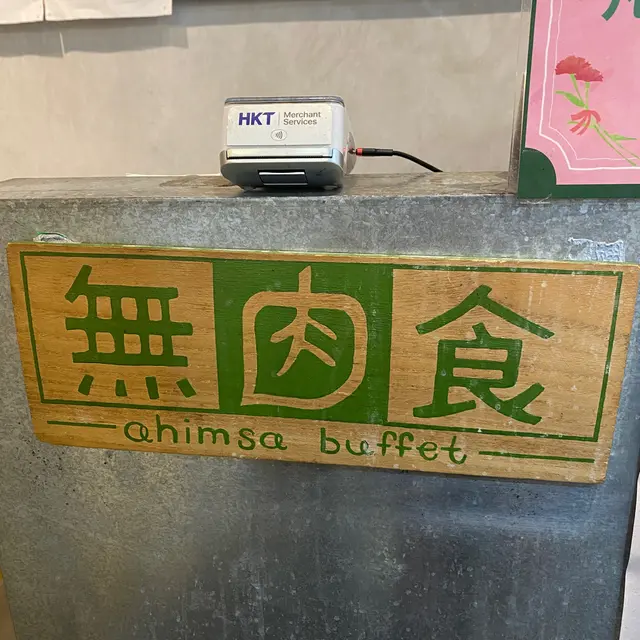 HKT Merchant
Services
無肉食
ahimsa buffet